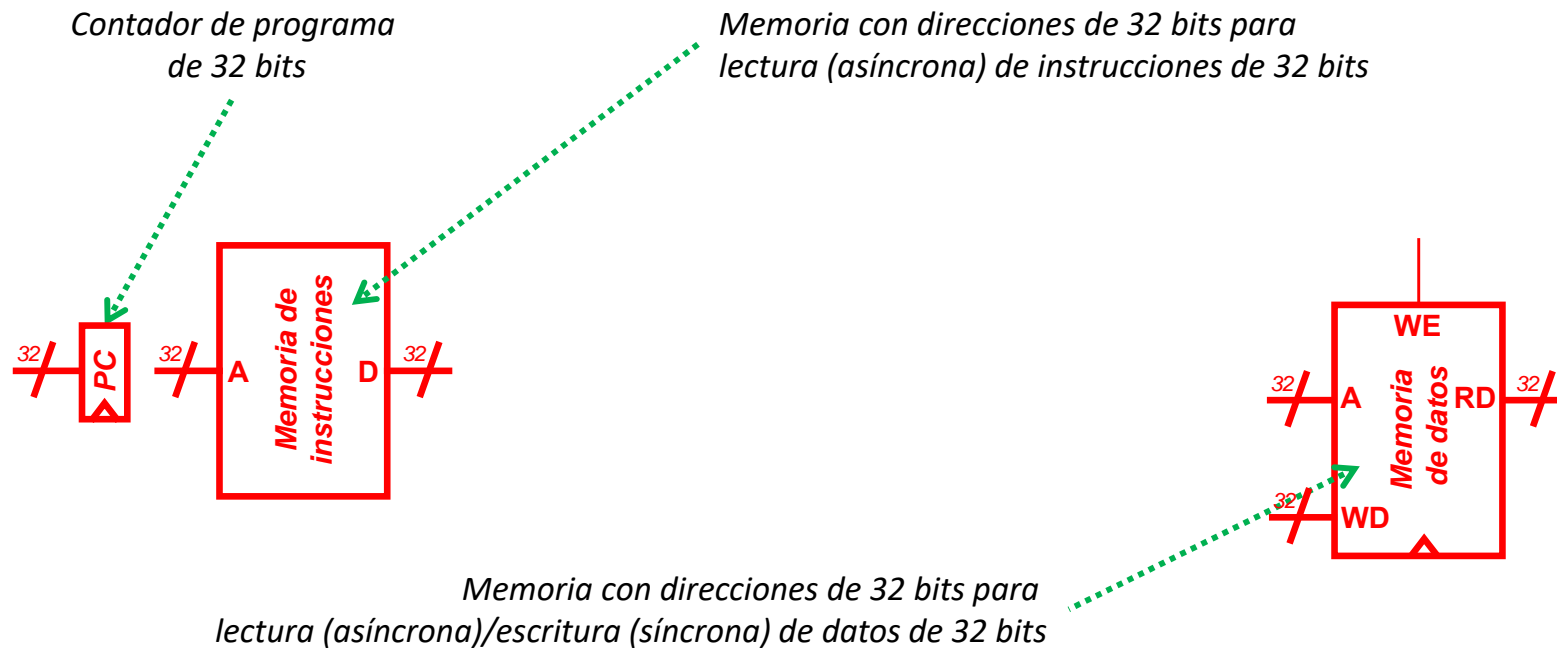 Contador de programa
de 32 bits
Memoria con direcciones de 32 bits para
lectura (asíncrona) de instrucciones de 32 bits
32
PC
32
A
Memoria de
instrucciones
D
32
WE
32
A
Memoria
de datos
RD
32
32
WD
Memoria con direcciones de 32 bits para
lectura (asíncrona)/escritura (síncrona) de datos de 32 bits